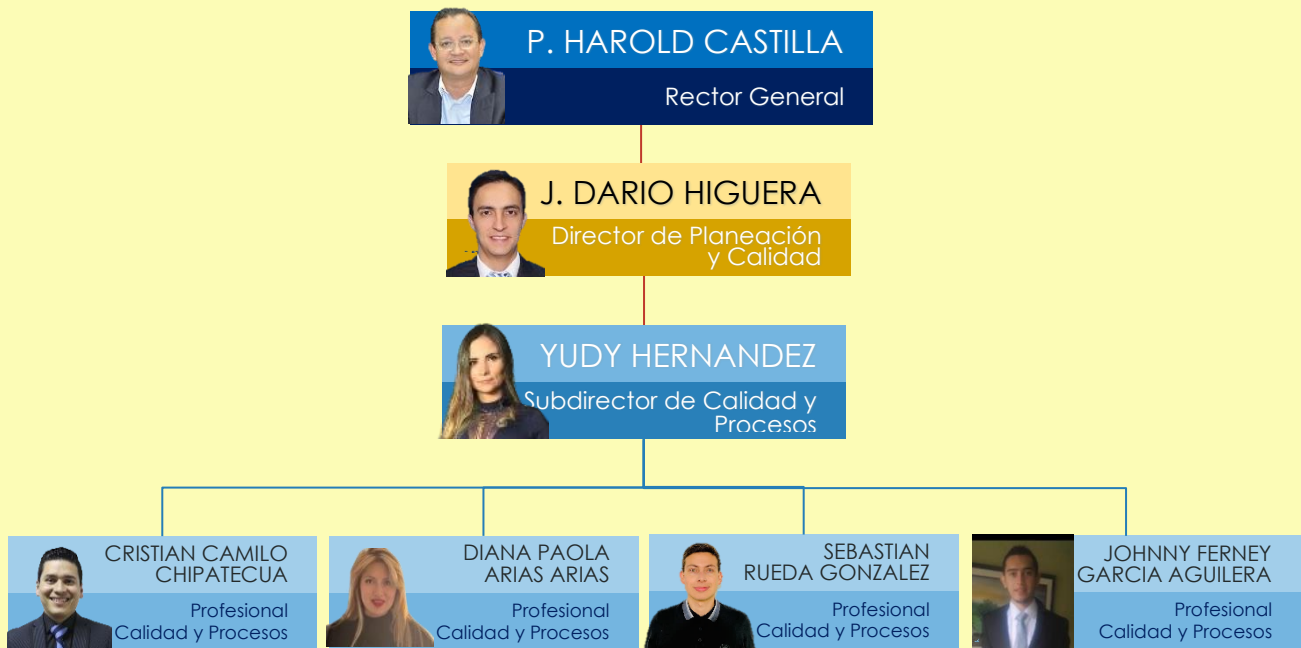 P. HAROLD CASTILLA
Rector General
J. DARIO HIGUERA
Director de Planeación
y Calidad
YUDY HERNANDEZ
Subdirector de Calidad y
Procesos
CRISTIAN CAMILO
CHIPATECUA
Profesional
Calidad y Procesos
DIANA PAOLA
ARIAS ARIAS
Profesional
Calidad y Procesos
SEBASTIAN
RUEDA GONZALEZ
Profesional
Calidad y Procesos
JOHNNY FERNEY
GARCIA AGUILERA
Profesional
Calidad y Procesos